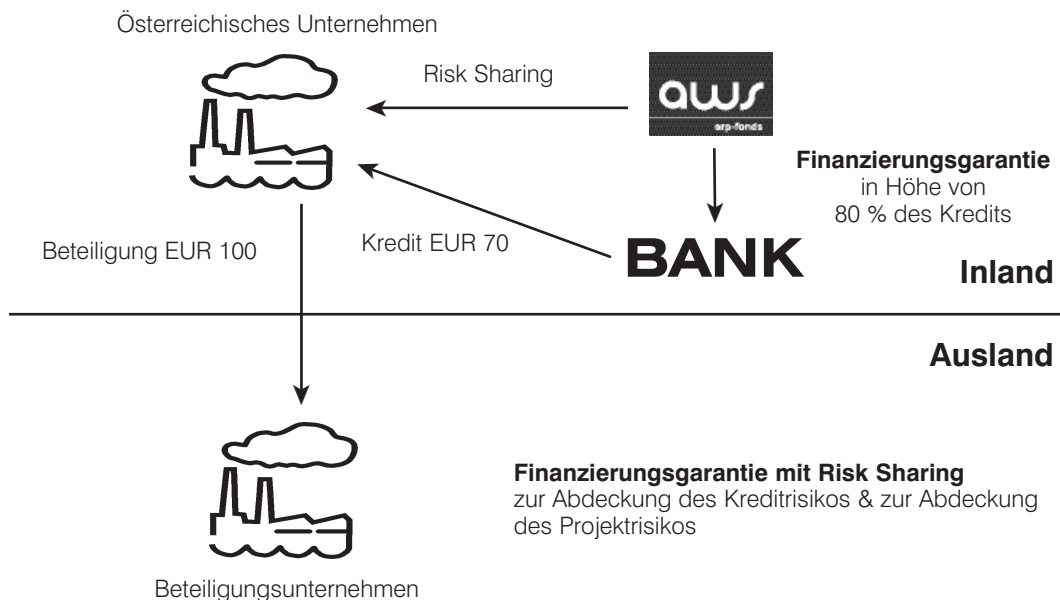 Österreichisches Unternehmen
Risk Sharing
aws
erp-fonds
Finanzierungsgarantie
in Höhe von
80 % des Kredits
Beteiligung EUR 100
Kredit EUR 70
BANK
Inland
Ausland
Finanzierungsgarantie mit Risk Sharing
zur Abdeckung des Kreditrisikos & zur Abdeckung
des Projektrisikos
Beteiligungsunternehmen